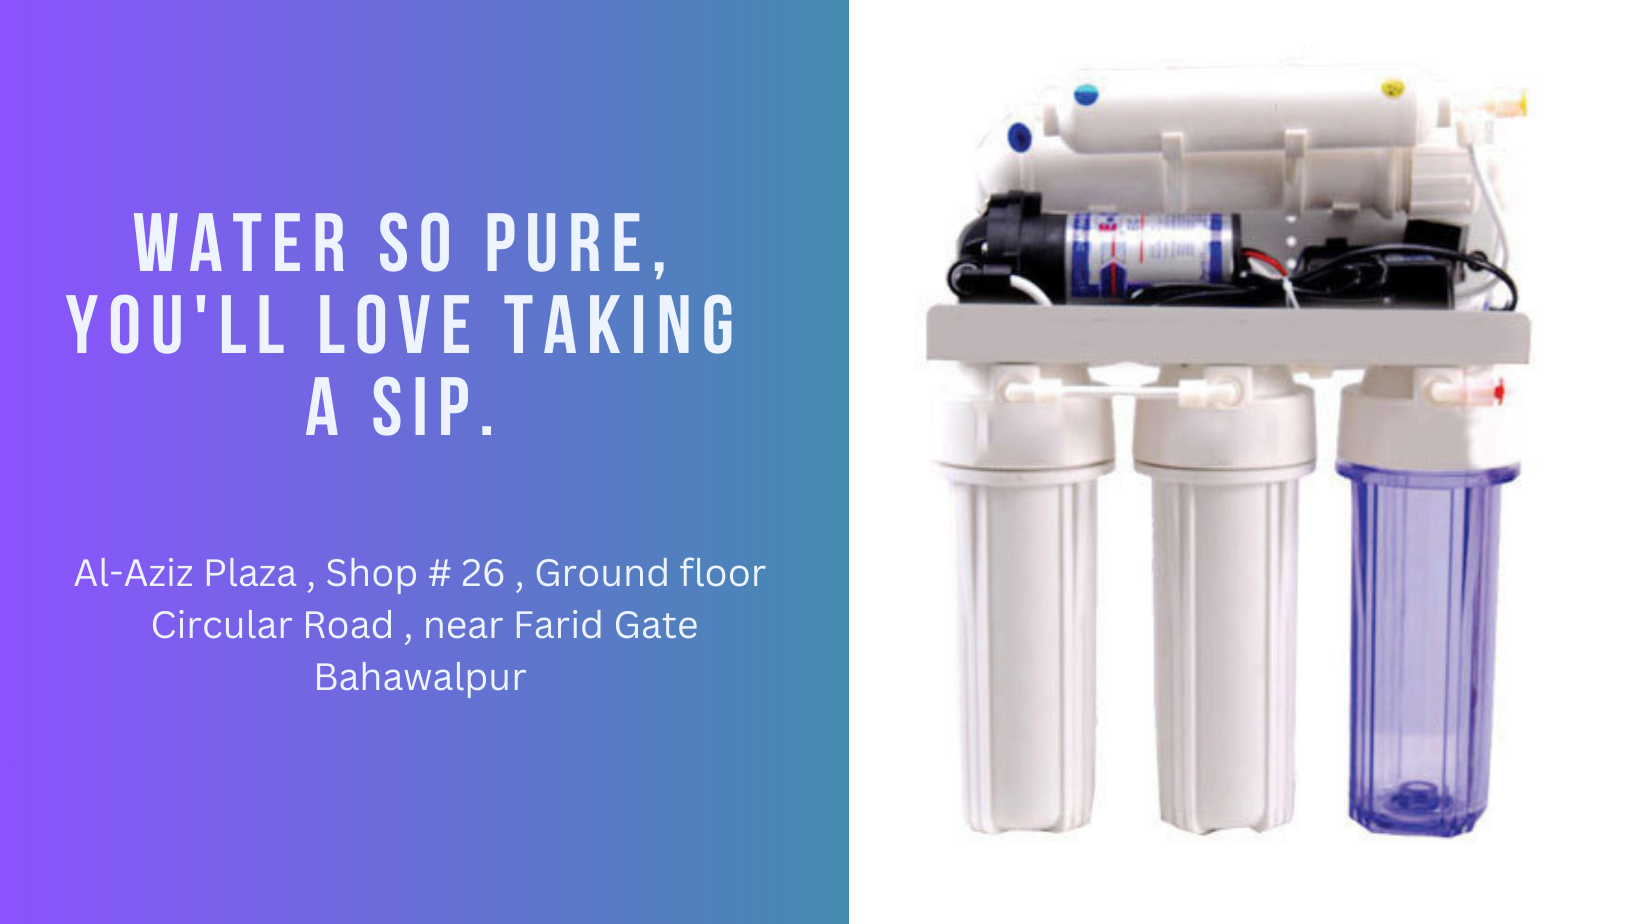 WATER SO PURE,
YOU'LL LOVE TAKING
A SIP.
Al-Aziz Plaza , Shop # 26 , Ground floor
Circular Road , near Farid Gate
Bahawalpur